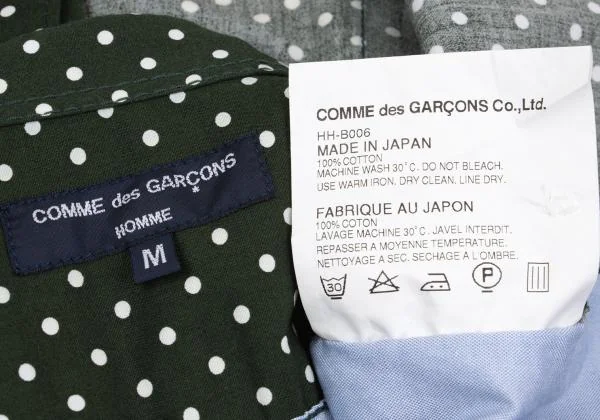 COMME des GARÇONS
HOMME
M
COMME des GARÇONS Co.,Ltd.
HH-B006
MADE IN JAPAN
100% COTTON
MACHINE WASH 30°C. DO NOT BLEACH.
USE WARM IRON. DRY CLEAN. LINE DRY.
FABRIQUE AU JAPON
100% COTON
LAVAGE MACHINE 30°C. JAVEL INTERDIT.
REPASSER A MOYENNE TEMPERATURE.
NETTOYAGE A SEC. SECHAGE A L'OMBRE.
30
P